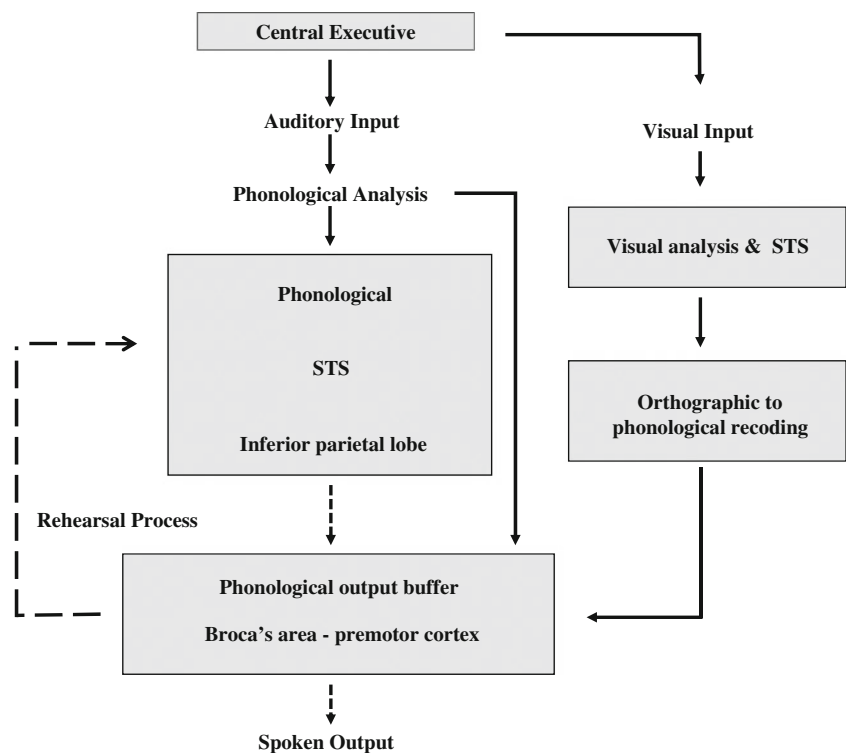 Central Executive
Auditory Input
Visual Input
Phonological Analysis
Visual analysis & STS
Phonological
STS
Inferior parietal lobe
Orthographic to
phonological recoding
Rehearsal Process
Phonological output buffer
Broca's area - premotor cortex
Spoken Output